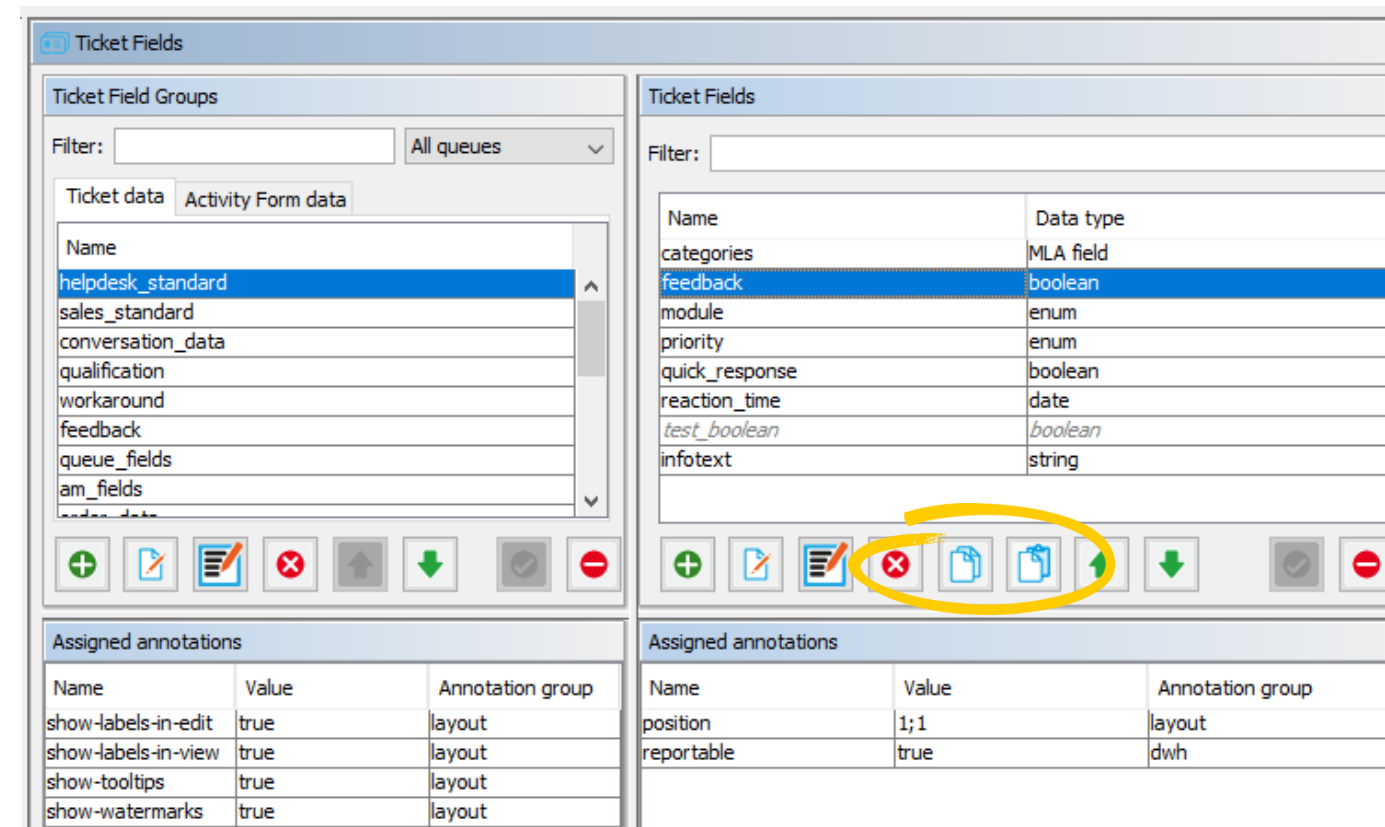 Ticket Fields
Ticket Field Groups
Filter:
All queues
Ticket data
Activity Form data
Name
helpdesk_standard
sales_standard
conversation_data
qualification
workaround
feedback
queue_fields
am_fields
Assigned annotations
Name Value Annotation group
show-labels-in-edit true layout
show-labels-in-view true layout
show-tooltips true layout
show-watermarks true layout
Ticket Fields
Filter:
Name Data type
categories MLA field
feedback boolean
module enum
priority enum
quick_response boolean
reaction_time date
test_boolean boolean
infotext string
Assigned annotations
Name Value Annotation group
position 1;1 layout
reportable true dwh